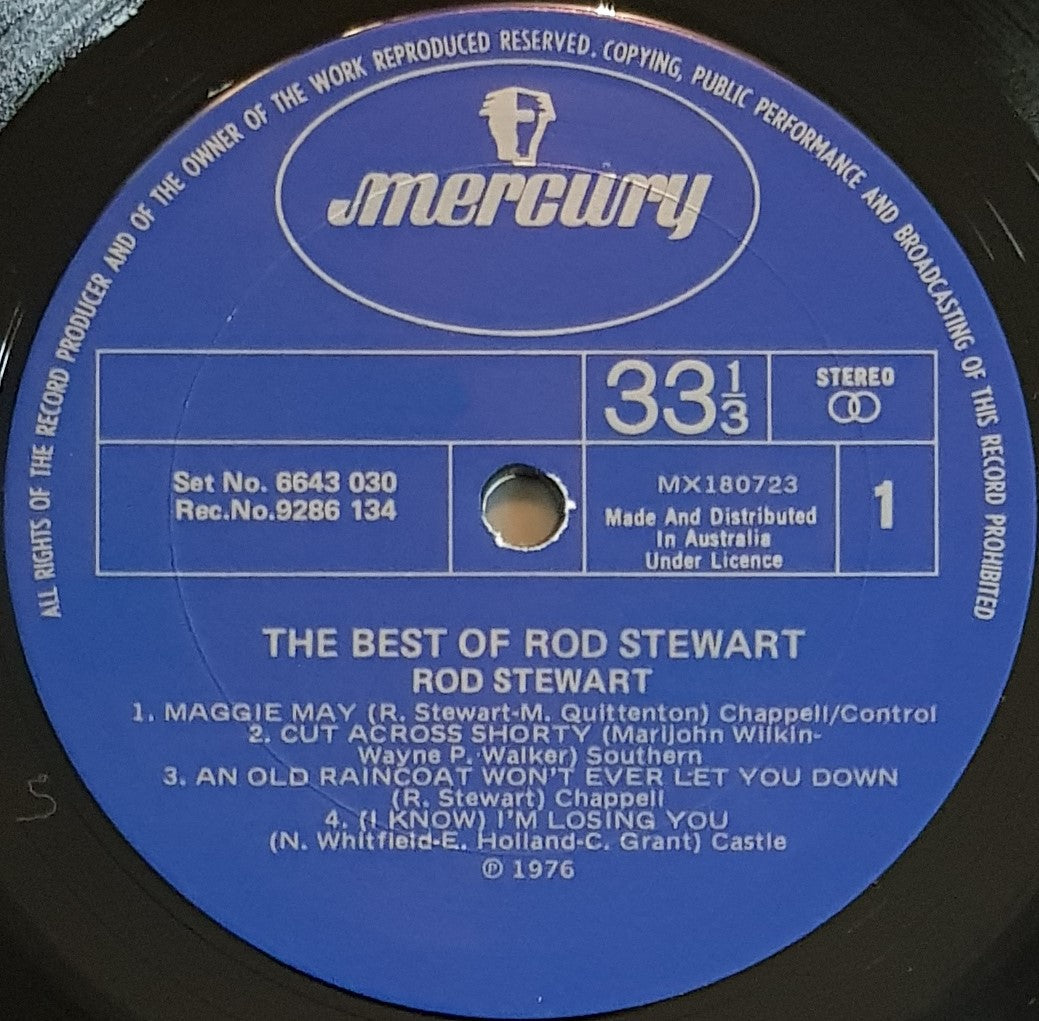 ALL RIGHTS OF THE RECORD PRODUCER AND OF THE OWNER OF THE WORK REPRODUCED RESERVED. COPYING, PUBLIC PERFORMANCE AND BROADCASTING OF THIS RECORD PROHIBITED
mercury
33 1/3
STEREO
Set No. 6643 030
Rec.No.9286 134
MX180723
Made And Distributed
In Australia
Under Licence
1
THE BEST OF ROD STEWART
ROD STEWART
1. MAGGIE MAY (R. Stewart-M. Quittenton) Chappell/Control
2. CUT ACROSS SHORTY (Marijohn Wilkin-
Wayne P. Walker) Southern
3. AN OLD RAINCOAT WON'T EVER LET YOU DOWN
(R. Stewart) Chappell
4. (I KNOW) I'M LOSING YOU
(N. Whitfield-E. Holland-C. Grant) Castle
℗ 1976